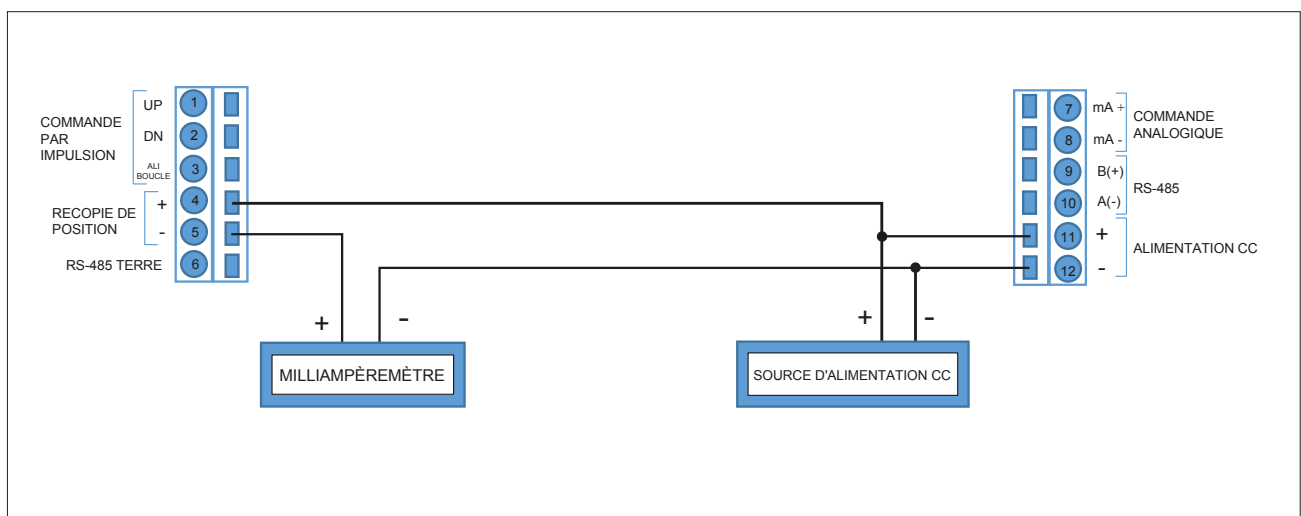 COMMANDE
PAR
IMPULSION
UP
DN
ALI
BOUCLE
RECOPIE DE
POSITION
+
-
RS-485 TERRE
1
2
3
4
5
6
7
8
9
10
11
12
mA +
mA -
B(+)
A(-)
+
-
COMMANDE
ANALOGIQUE
RS-485
ALIMENTATION CC
+
-
MILLIAMPÈREMÈTRE
+
-
SOURCE D'ALIMENTATION CC